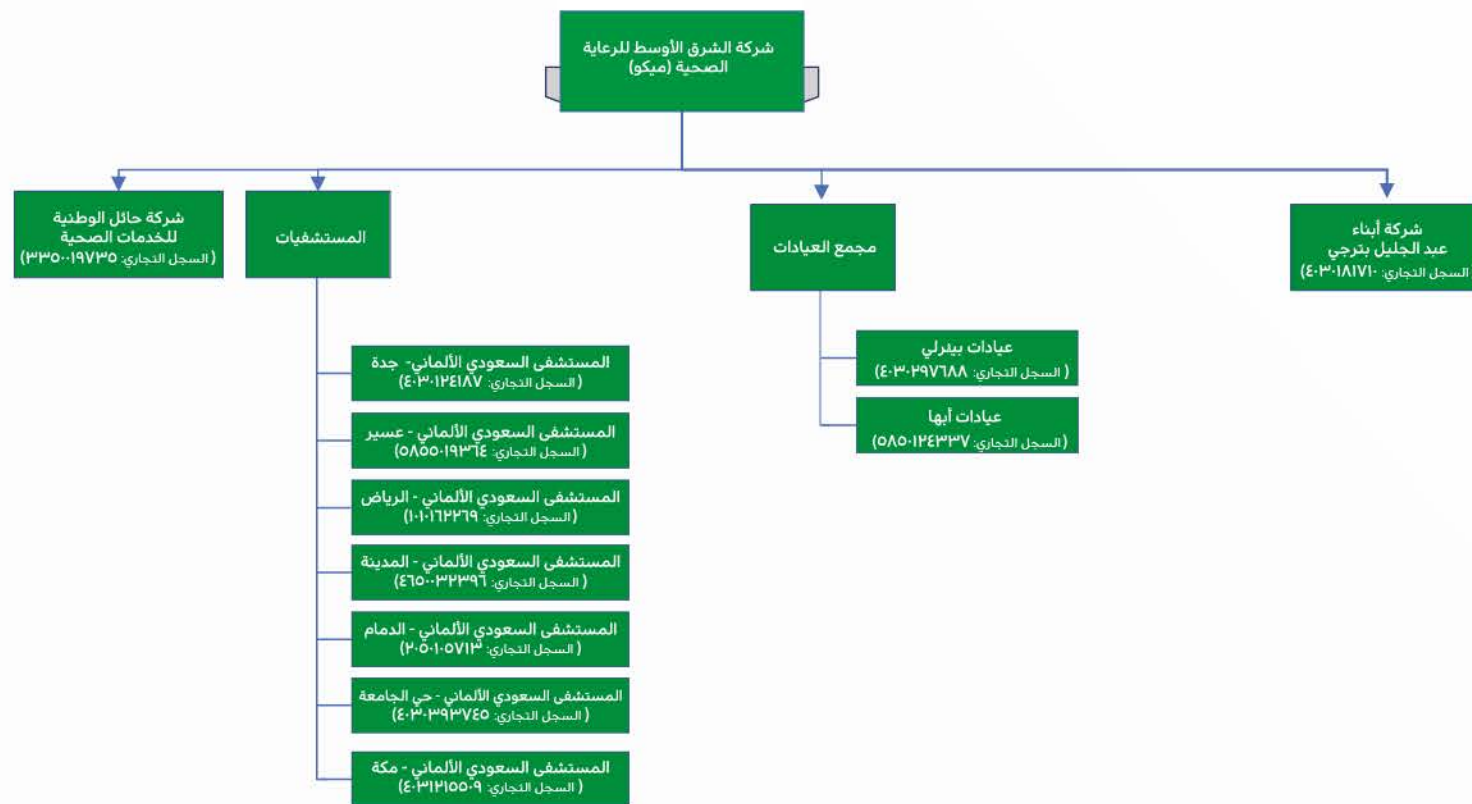 شركة الشرق الأوسط للرعاية
الصحية (ميكو)
شركة أبناء
عبد الجليل بترجي
السجل التجاري: ٤٠٣٠١٨١٧١٠)
مجمع العيادات
عيادات بيفرلي
( السجل التجاري: ٤٠٣٠٢٩٧٦٨٨)
عيادات أبها
(السجل التجاري: ٥٨٥٠١٢٤٣٣٧)
المستشفيات
المستشفى السعودي الألماني- جدة
( السجل التجاري: ٤٠٣٠١٢٤١٨٧)
المستشفى السعودي الألماني - عسير
( السجل التجاري: ٥٨٥٥٠١٩٣٦٤)
المستشفى السعودي الألماني - الرياض
( السجل التجاري: ١٠١٠١٦٢٢٦٩)
المستشفى السعودي الألماني - المدينة
( السجل التجاري: ٤٦٥٠٠٣٢٣٩٦)
المستشفى السعودي الألماني - الدمام
( السجل التجاري: ٢٠٥٠١٠٥٧١٣)
المستشفى السعودي الألماني - حي الجامعة
( السجل التجاري: ٤٠٣٠٣٩٣٧٤٥)
المستشفى السعودي الألماني - مكة
( السجل التجاري: ٤٠٣١٢١٥٥٠٩)
شركة حائل الوطنية
للخدمات الصحية
( السجل التجاري: ٣٣٥٠٠١٩٧٣٥)